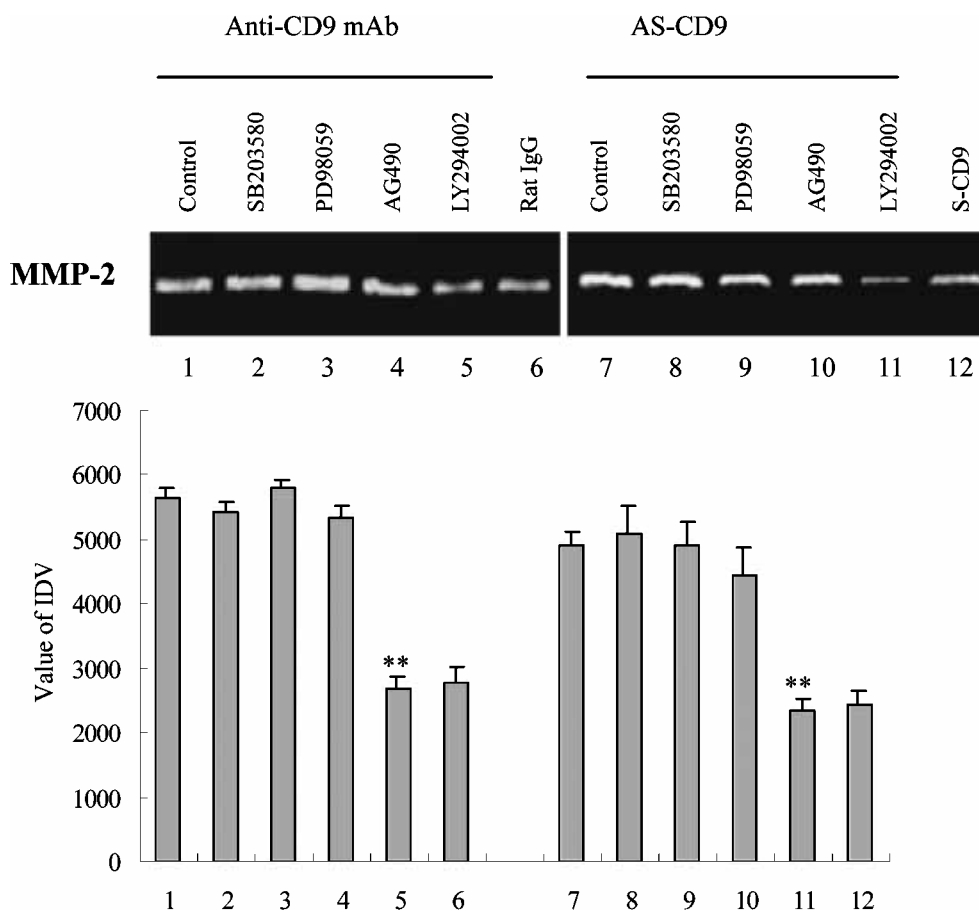 Anti-CD9 mAb AS-CD9
Control SB203580 PD98059 AG490 LY294002 Rat IgG Control SB203580 PD98059 AG490 LY294002 S-CD9
MMP-2
1 2 3 4 5 6 7 8 9 10 11 12
7000
6000
5000
4000
3000
2000
1000
0
Value of IDV
** **
1 2 3 4 5 6 7 8 9 10 11 12